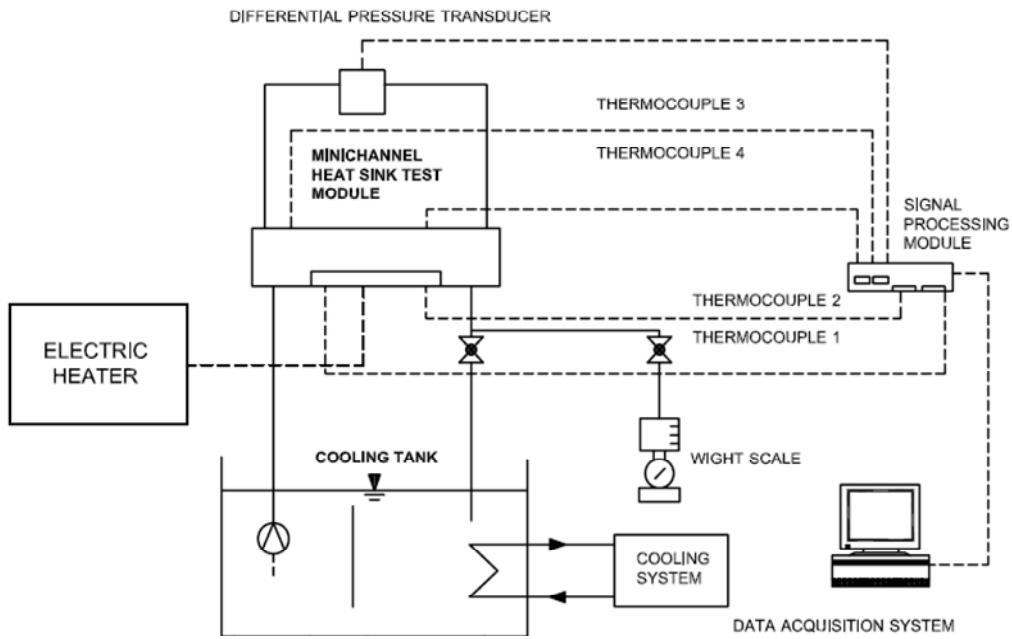 DIFFERENTIAL PRESSURE TRANSDUCER
THERMOCOUPLE 3
MINICHANNEL
HEAT SINK TEST
MODULE
THERMOCOUPLE 4
SIGNAL
PROCESSING
MODULE
THERMOCOUPLE 2
THERMOCOUPLE 1
ELECTRIC
HEATER
COOLING TANK
WIGHT SCALE
COOLING
SYSTEM
DATA ACQUISITION SYSTEM